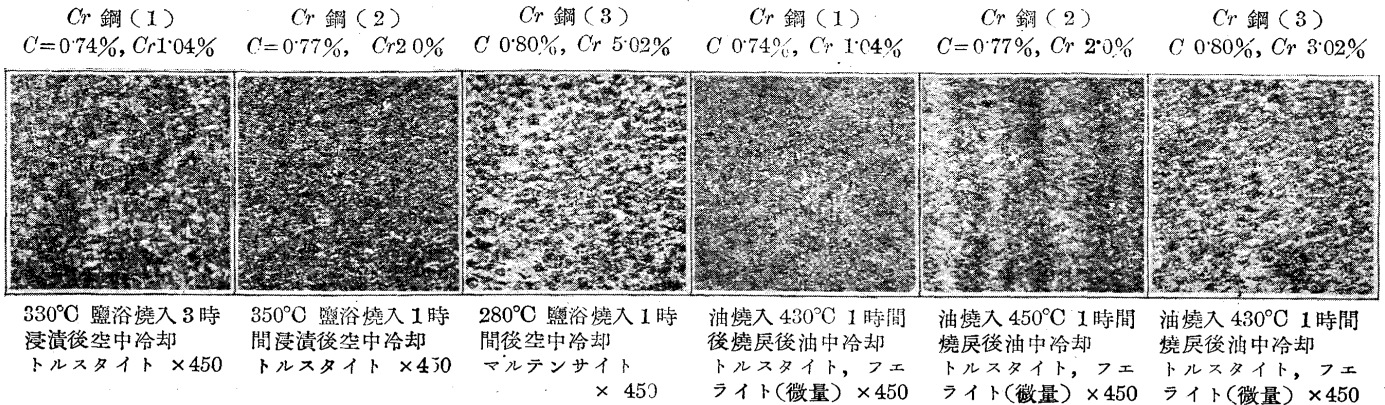 Cr 鋼(1)
C=0·74%, Cr1·04%
Cr 鋼(2)
C=0·77%, Cr2 0%
Cr 鋼(3)
C 0·80%, Cr 5·02%
Cr 鋼(1)
C 0·74%, Cr 1·04%
Cr 鋼(2)
C=0·77%, Cr 2·0%
Cr 鋼(3)
C 0·80%, Cr 3·02%
330°C 鹽浴燒入 3 時
浸漬後空中冷却
トルスタイト ×450
350°C 鹽浴燒入 1 時
間浸漬後空中冷却
トルスタイト ×450
280°C 鹽浴燒入 1 時
間後空中冷却
マルテンサイト
× 450
油燒入 430°C 1 時間
後燒戾後油中冷却
トルスタイト, フエ
ライト(微量) ×450
油燒入 450°C 1 時間
燒戾後油中冷却
トルスタイト, フエ
ライト(微量) ×450
油燒入 430°C 1 時間
燒戾後油中冷却
トルスタイト, フエ
ライト(微量) ×450